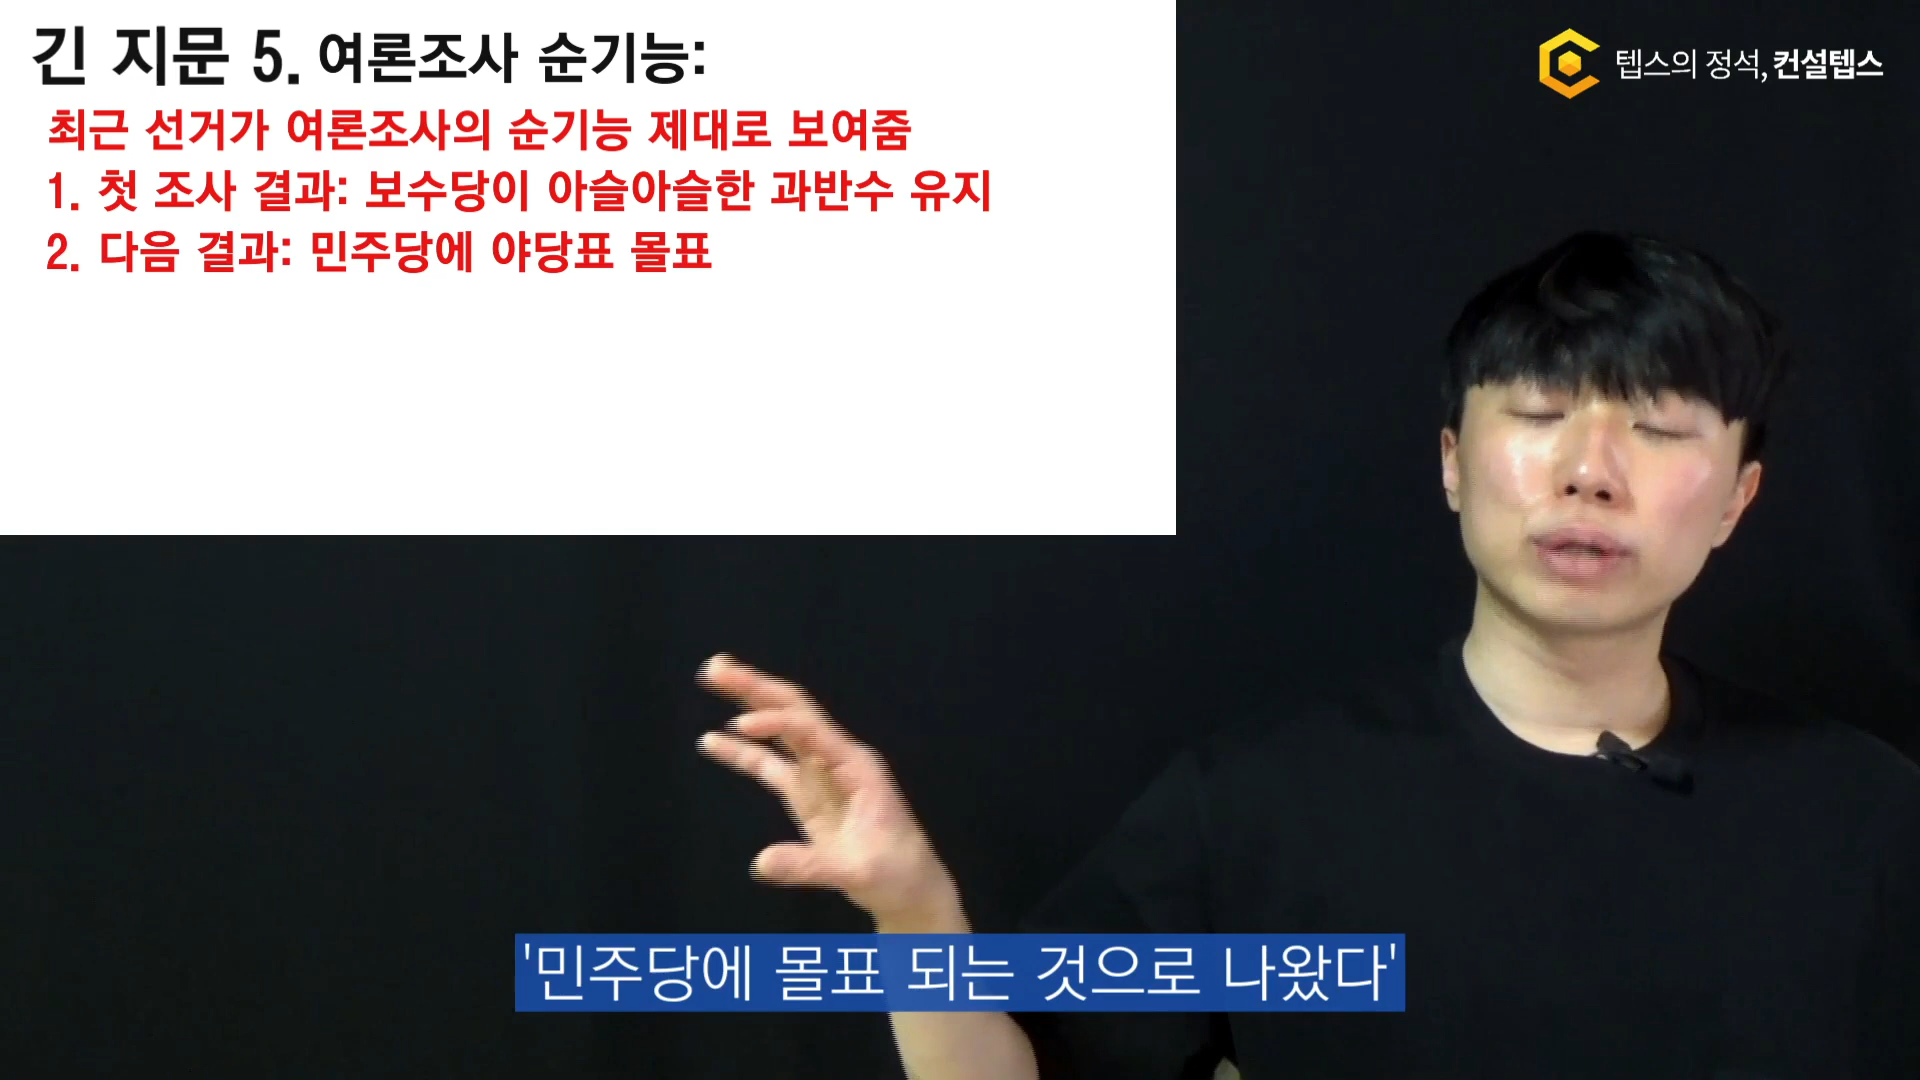 긴 지문 5. 여론조사 순기능:
최근 선거가 여론조사의 순기능 제대로 보여줌
1. 첫 조사 결과: 보수당이 아슬아슬한 과반수 유지
2. 다음 결과: 민주당에 야당표 몰표
텝스의 정석, 컨설텝스
'민주당에 몰표 되는 것으로 나왔다'